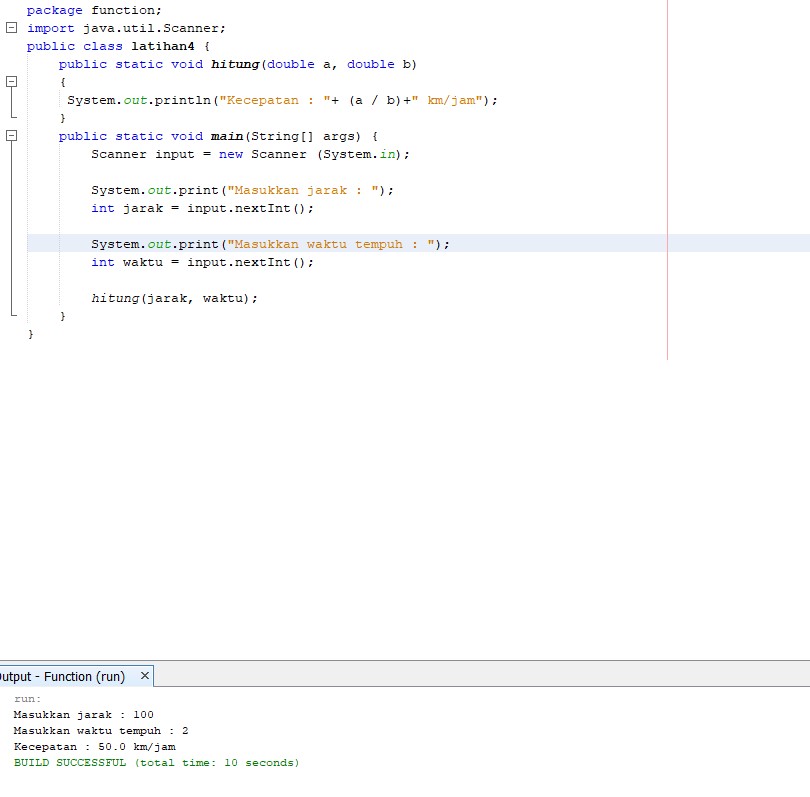 package function;
import java.util.Scanner;
public class latihan4 {
public static void hitung(double a, double b)
{
System.out.println("Kecepatan : "+ (a / b)+" km/jam");
}
public static void main(String[] args) {
Scanner input = new Scanner (System.in);
System.out.print("Masukkan jarak : ");
int jarak = input.nextInt();
System.out.print("Masukkan waktu tempuh : ");
int waktu = input.nextInt();
hitung(jarak, waktu);
}
}
utput - Function (run) ×
run:
Masukkan jarak : 100
Masukkan waktu tempuh : 2
Kecepatan : 50.0 km/jam
BUILD SUCCESSFUL (total time: 10 seconds)